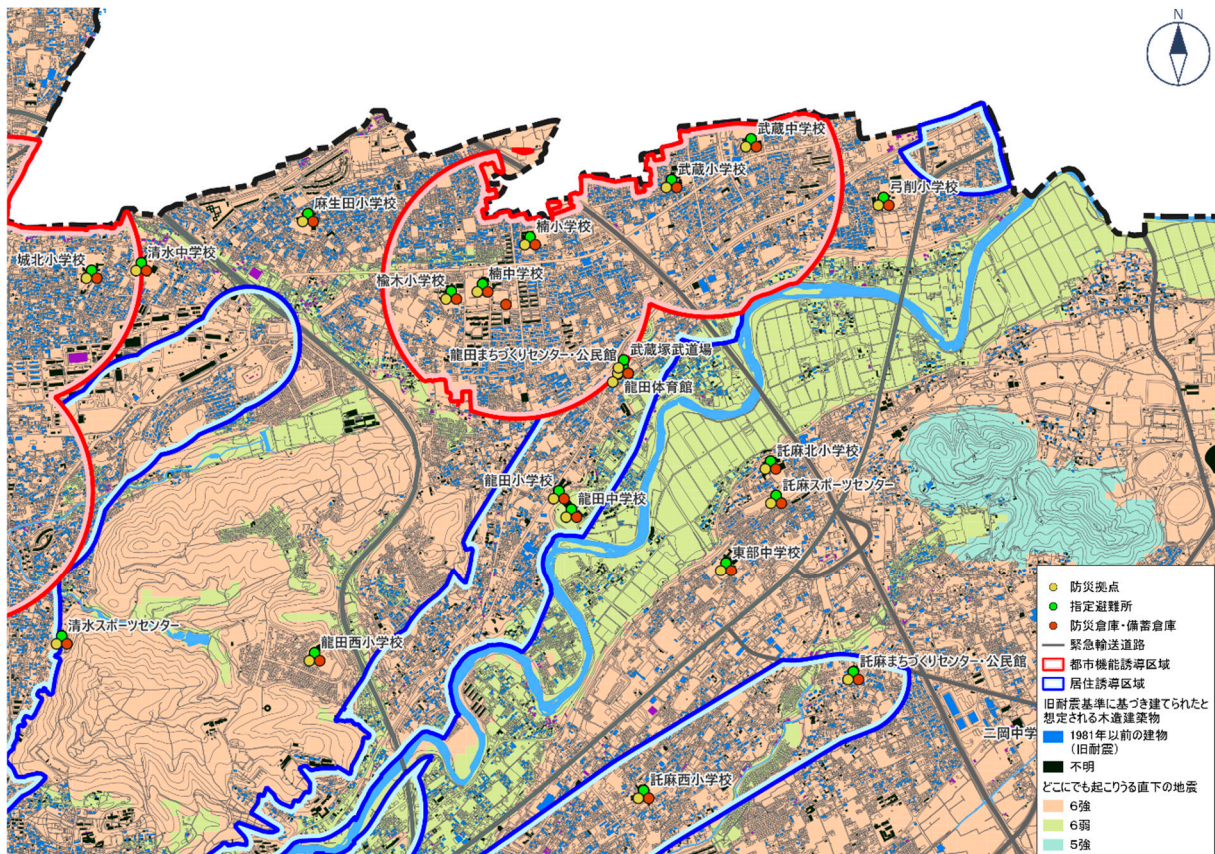 N
武蔵中学校
武蔵小学校
弓削小学校
麻生田小学校
楠小学校
城北小学校
清水中学校
楡木小学校
楠中学校
龍田まちづくりセンター・公民館
武蔵塚武道場
龍田体育館
託麻北小学校
託麻スポーツセンター
龍田小学校
龍田中学校
東部中学校
清水スポーツセンター
龍田西小学校
託麻まちづくりセンター・公民館
二岡中学
託麻西小学校
防災拠点
指定避難所
防災倉庫・備蓄倉庫
緊急輸送道路
都市機能誘導区域
居住誘導区域
旧耐震基準に基づき建てられたと
想定される木造建築物
1981年以前の建物
(旧耐震)
不明
どこにでも起こりうる直下の地震
6強
6弱
5強